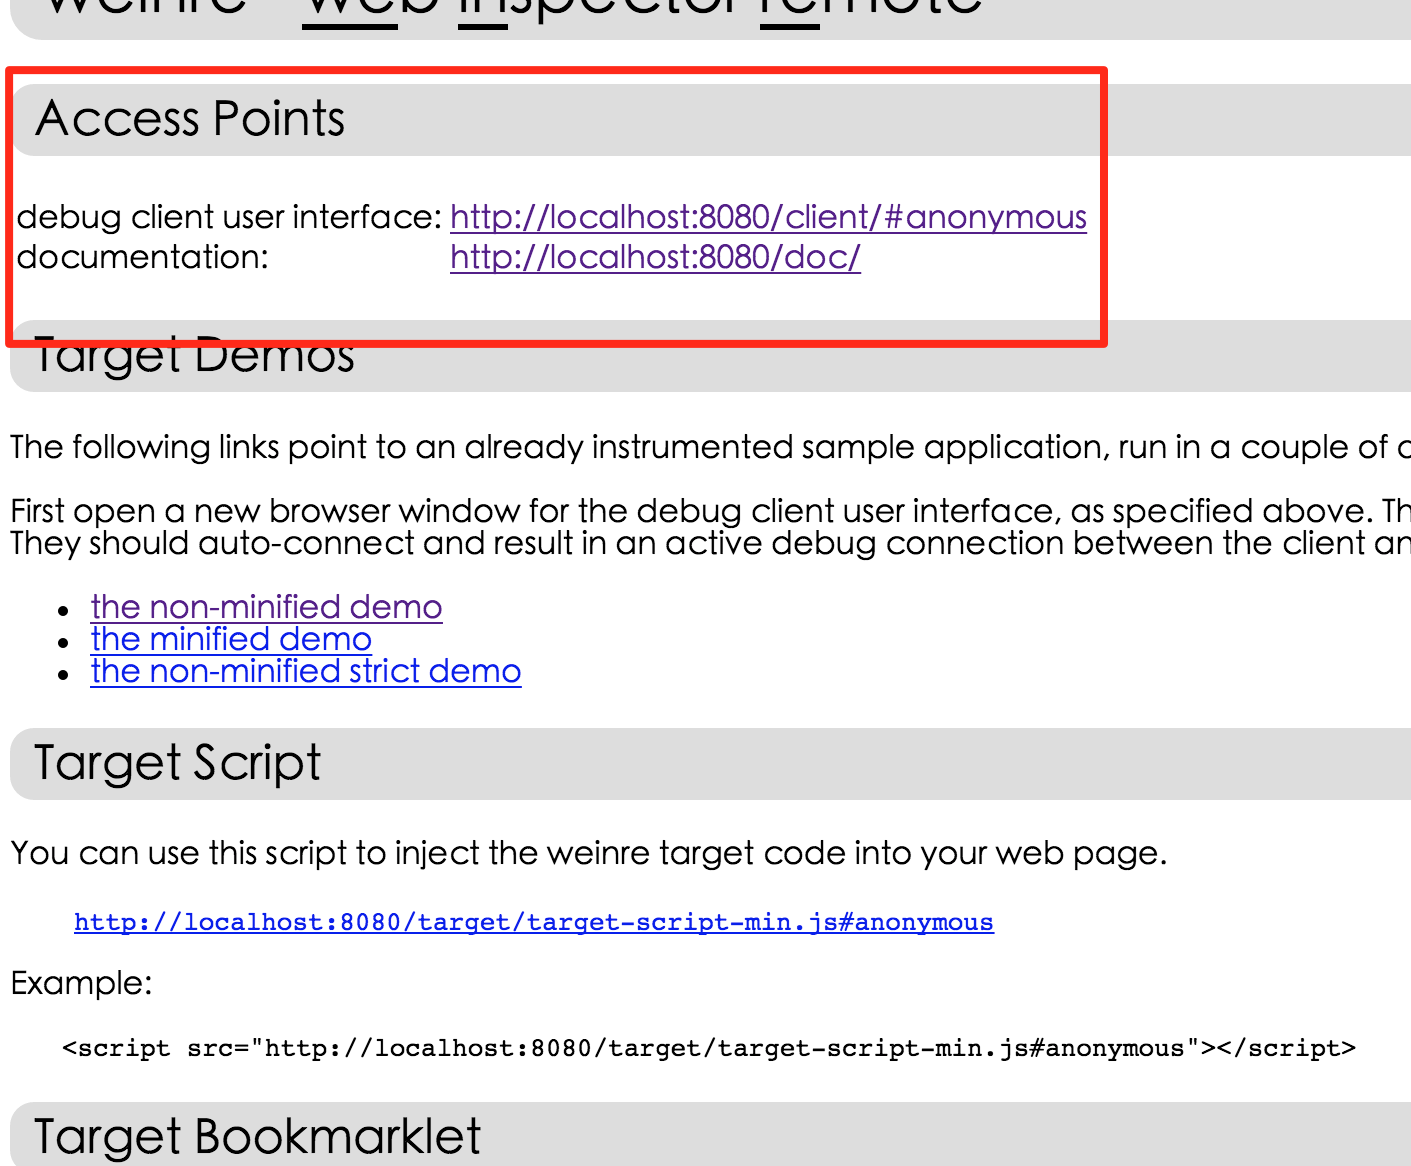 weinre - web inspector remote
Access Points
debug client user interface: http://localhost:8080/client/#anonymous
documentation: http://localhost:8080/doc/
Target Demos
The following links point to an already instrumented sample application, run in a couple of
First open a new browser window for the debug client user interface, as specified above.
They should auto-connect and result in an active debug connection between the client
• the non-minified demo
• the minified demo
• the non-minified strict demo
Target Script
You can use this script to inject the weinre target code into your web page.
http://localhost:8080/target/target-script-min.js#anonymous
Example:
<script src="http://localhost:8080/target/target-script-min.js#anonymous"></script>
Target Bookmarklet